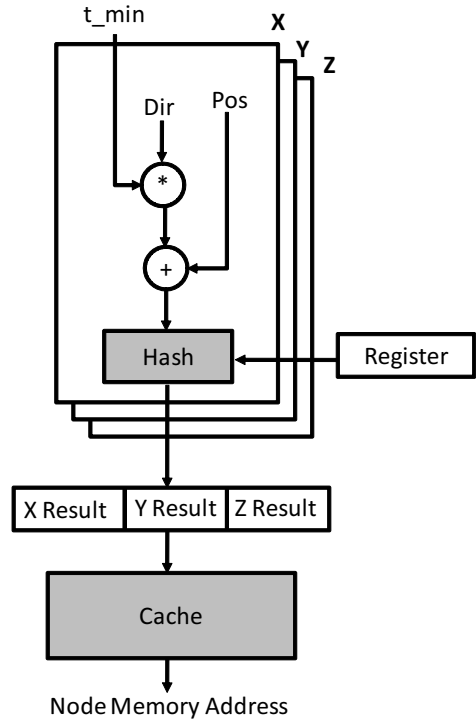 t_min
X
Y
Z
Dir
Pos
*
+
Hash
Register
X Result
Y Result
Z Result
Cache
Node Memory Address